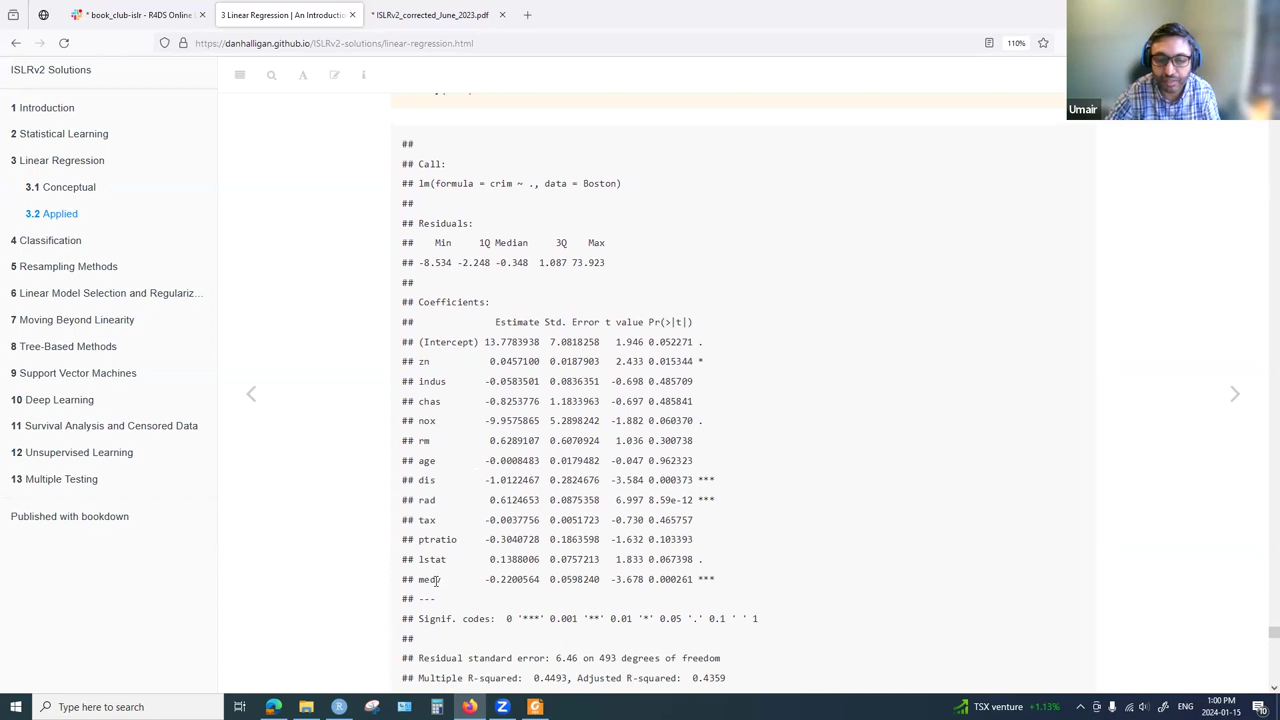 * book_club-islr - R4DS Online
3 Linear Regression | An Introduction
* ISLRv2_corrected_June_2023.pdf
https://danhalligan.github.io/ISLRv2-solutions/linear-regression.html
110%
Umair
ISLRv2 Solutions
1 Introduction
2 Statistical Learning
3 Linear Regression
3.1 Conceptual
3.2 Applied
4 Classification
5 Resampling Methods
6 Linear Model Selection and Regulariz...
7 Moving Beyond Linearity
8 Tree-Based Methods
9 Support Vector Machines
10 Deep Learning
11 Survival Analysis and Censored Data
12 Unsupervised Learning
13 Multiple Testing
Published with bookdown
##
## Call:
## lm(formula = crim ~ ., data = Boston)
##
## Residuals:
## Min 1Q Median 3Q Max
## -8.534 -2.248 -0.348 1.087 73.923
##
## Coefficients:
## Estimate Std. Error t value Pr(>|t|)
## (Intercept) 13.7783938 7.0818258 1.946 0.052271 .
## zn 0.0457100 0.0187903 2.433 0.015344 *
## indus -0.0583501 0.0836351 -0.698 0.485709
## chas -0.8253776 1.1833963 -0.697 0.485841
## nox -9.9575865 5.2898242 -1.882 0.060370 .
## rm 0.6289107 0.6070924 1.036 0.300738
## age -0.0008483 0.0179482 -0.047 0.962323
## dis -1.0122467 0.2824676 -3.584 0.000373 ***
## rad 0.6124653 0.0875358 6.997 8.59e-12 ***
## tax -0.0037756 0.0051723 -0.730 0.465757
## ptratio -0.3040728 0.1863598 -1.632 0.103393
## lstat 0.1388006 0.0757213 1.833 0.067398 .
## medv -0.2200564 0.0598240 -3.678 0.000261 ***
## ---
## Signif. codes: 0 '***' 0.001 '**' 0.01 '*' 0.05 '.' 0.1 ' ' 1
##
## Residual standard error: 6.46 on 493 degrees of freedom
## Multiple R-squared: 0.4493, Adjusted R-squared: 0.4359
Type here to search
TSX venture +1.13%
1:00 PM
2024-01-15